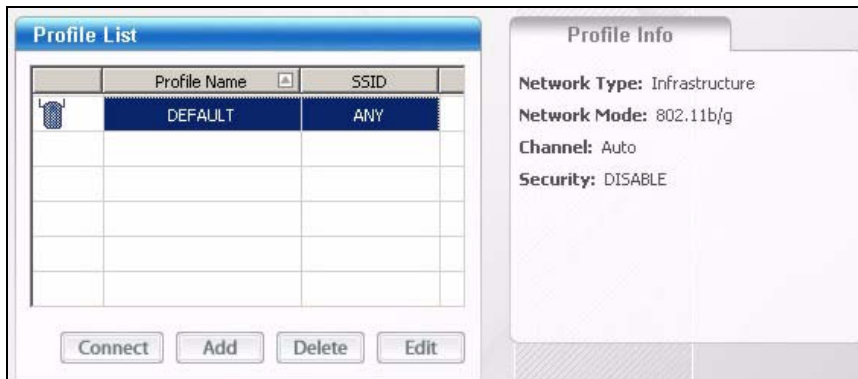 Profile List
Profile Name SSID
DEFAULT ANY
Connect Add Delete Edit
Profile Info
Network Type: Infrastructure
Network Mode: 802.11b/g
Channel: Auto
Security: DISABLE